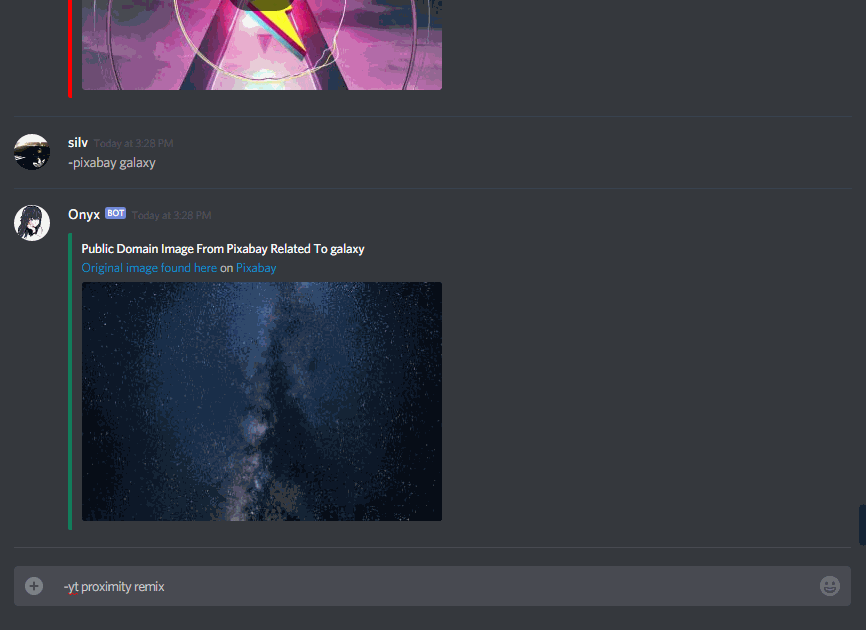 silv Today at 3:28 PM
-pixabay galaxy
Onyx BOT Today at 3:28 PM
Public Domain Image From Pixabay Related To galaxy
Original image found here on Pixabay
-yt proximity remix